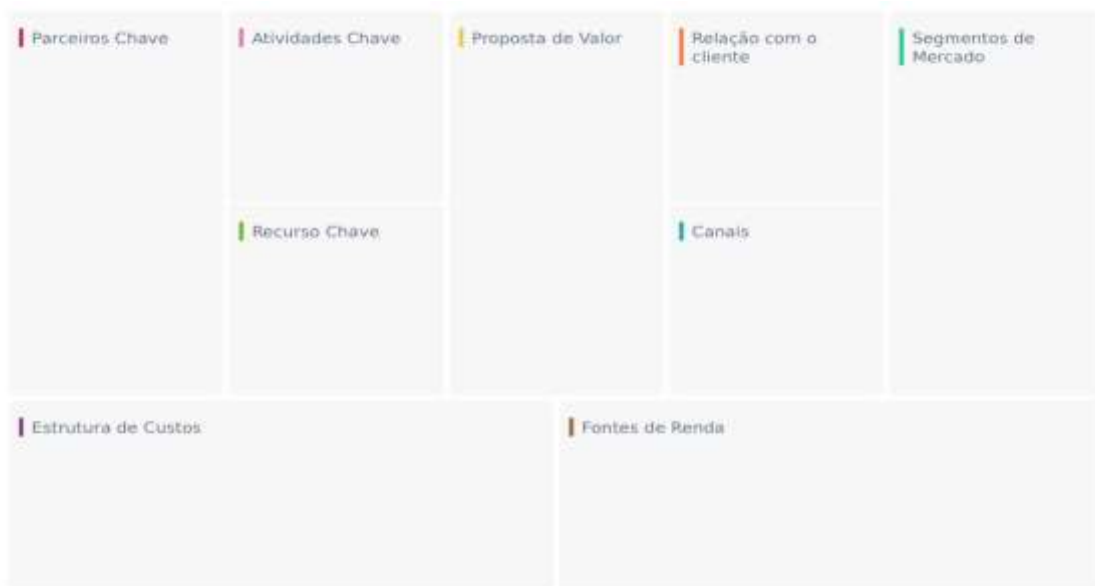 Parceiros Chave
Atividades Chave
Proposta de Valor
Relação com o
cliente
Segmentos de
Mercado
Recurso Chave
Canais
Estrutura de Custos
Fontes de Renda